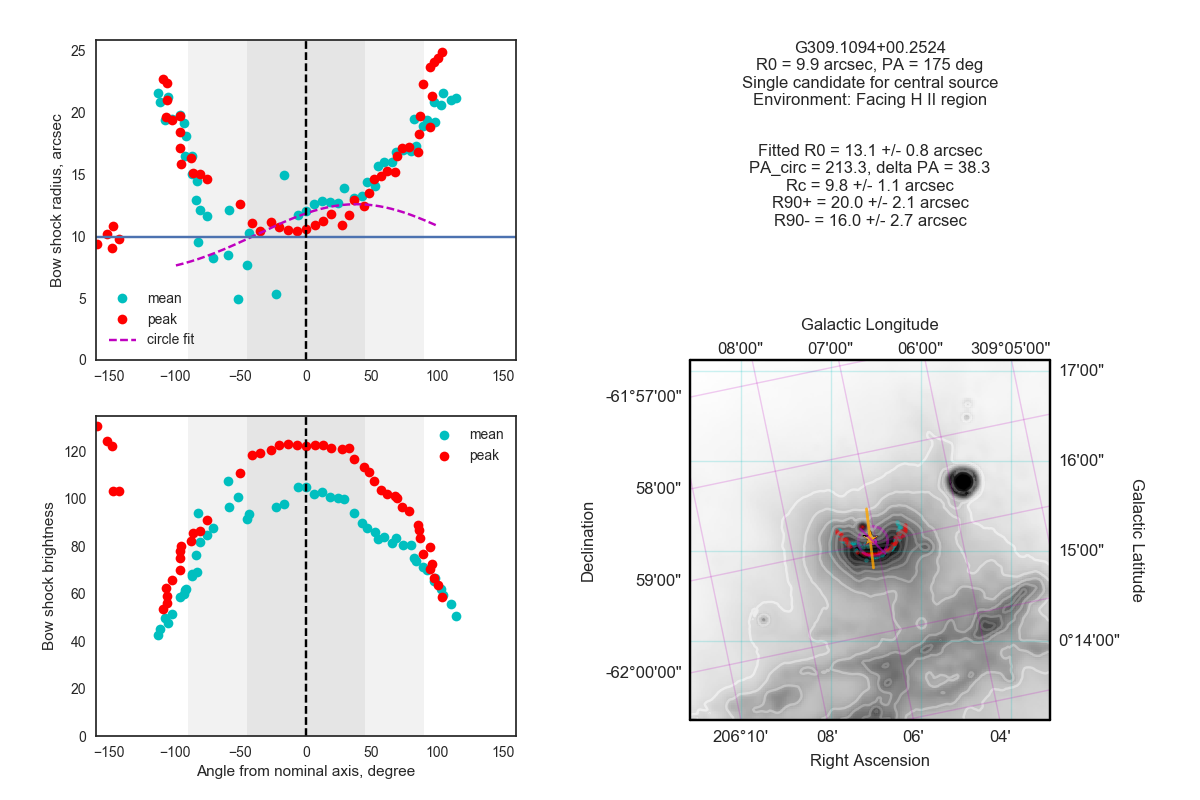 25
20
15
10
5
0
Bow shock radius, arcsec
mean
peak
circle fit
−150
−100
−50
0
50
100
150
120
100
80
60
40
20
0
Bow shock brightness
mean
peak
−150
−100
−50
0
50
100
150
Angle from nominal axis, degree
G309.1094+00.2524
R0 = 9.9 arcsec, PA = 175 deg
Single candidate for central source
Environment: Facing H II region
Fitted R0 = 13.1 +/- 0.8 arcsec
PA_circ = 213.3, delta PA = 38.3
Rc = 9.8 +/- 1.1 arcsec
R90+ = 20.0 +/- 2.1 arcsec
R90- = 16.0 +/- 2.7 arcsec
Galactic Longitude
08'00" 07'00" 06'00" 309°05'00"
17'00"
-61°57'00"
16'00"
58'00"
15'00"
59'00"
0°14'00"
-62°00'00"
Declination
Galactic Latitude
206°10' 08' 06' 04'
Right Ascension